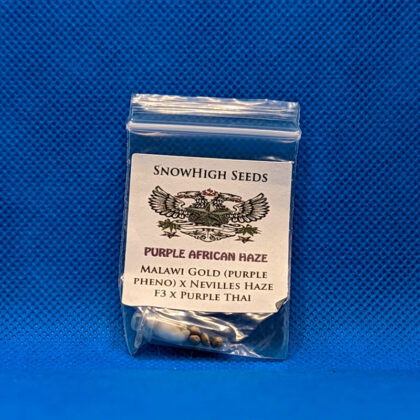 SnowHigh Seeds
PURPLE AFRICAN HAZE
Malawi Gold (purple
pheno) x Nevilles Haze
F3 x Purple Thai